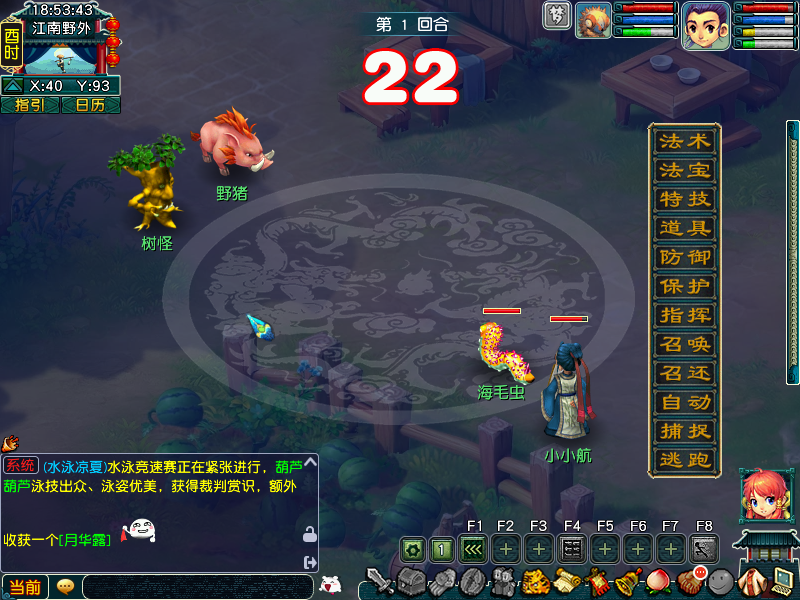 18:53:43
江南野外
酉时
X:40 Y:93
指引
日历
第 1 回合
22
梦
野猪
树怪
海毛虫
小小航
法术
法宝
特技
道具
防御
保护
指挥
召唤
召还
自动
捕捉
逃跑
系统 (水泳凉夏)水泳竞速赛正在紧张进行，葫芦
葫芦泳技出众、泳姿优美，获得裁判赏识，额外
收获一个[月华露]
F1 F2 F3 F4 F5 F6 F7 F8
1
当前